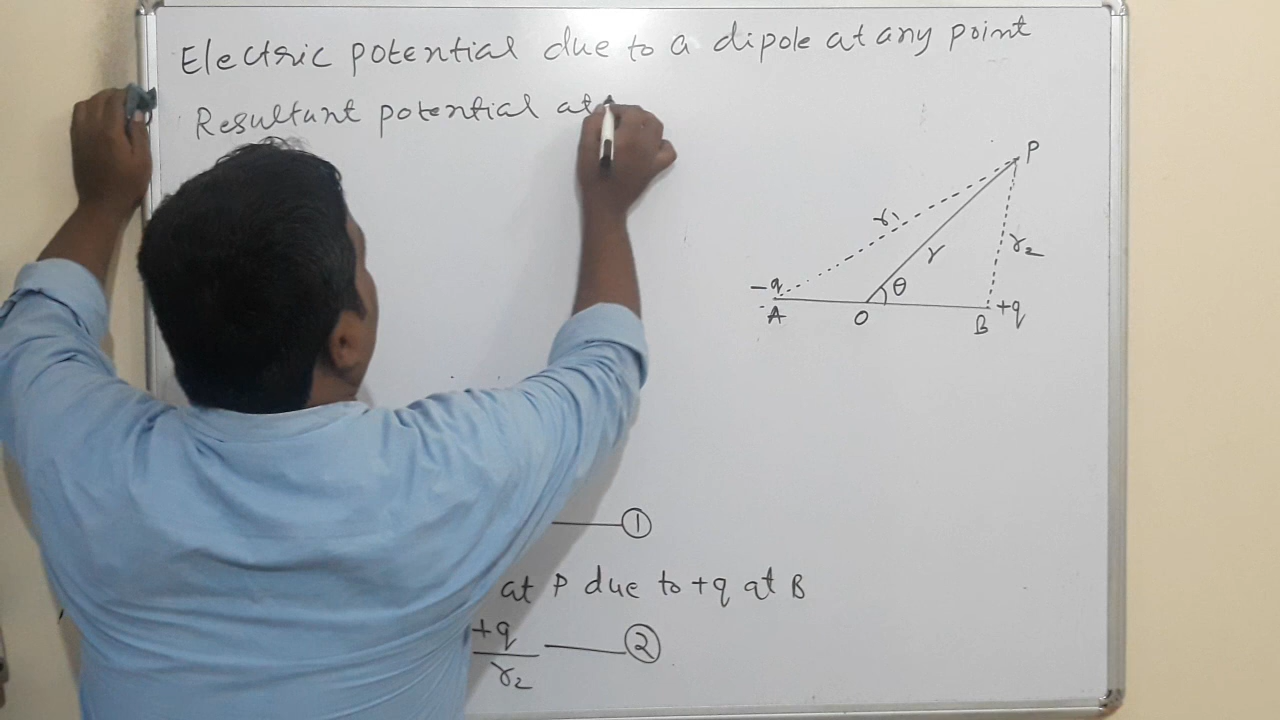 Electric potential due to a dipole at any point
Resultant potential at
P
r₁
r
r₂
-q
θ
+q
A
O
B
①
at P due to +q at B
+q
r₂
②